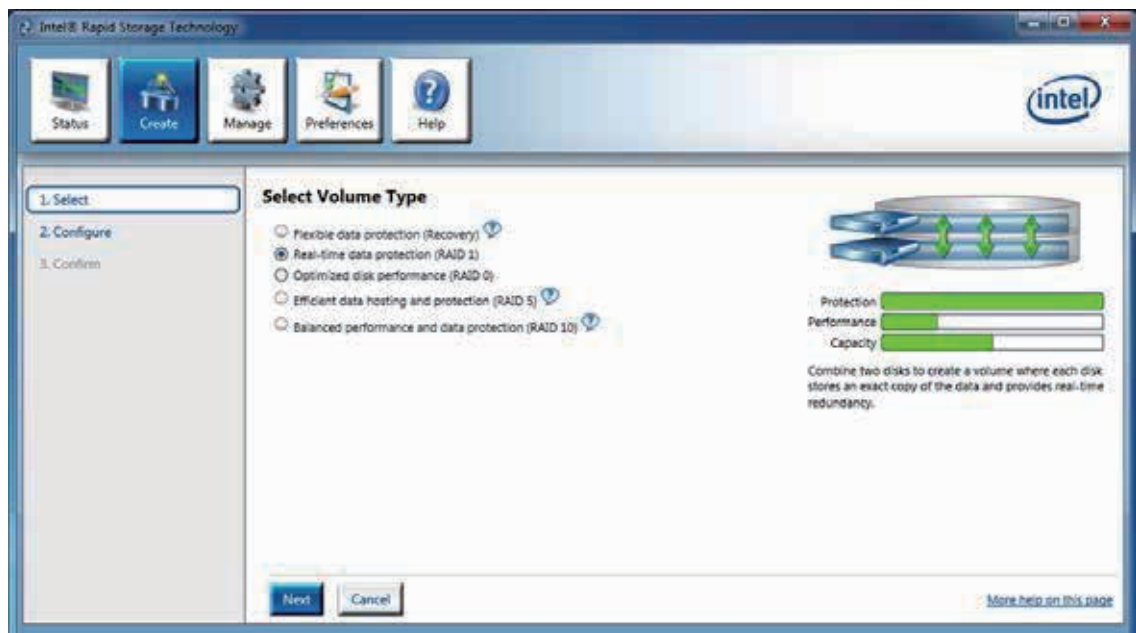 Intel® Rapid Storage Technology
Status
Create
Manage
Preferences
Help
intel
1. Select
2. Configure
3. Confirm
Select Volume Type
Flexible data protection (Recovery)
Real-time data protection (RAID 1)
Optimized disk performance (RAID 0)
Efficient data hosting and protection (RAID 5)
Balanced performance and data protection (RAID 10)
Protection
Performance
Capacity
Combine two disks to create a volume where each disk
stores an exact copy of the data and provides real-time
redundancy.
Next
Cancel
More help on this page